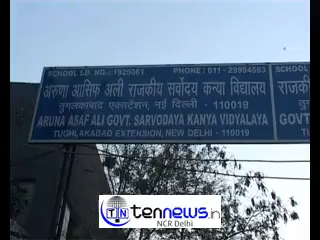 SCHOOL I.D. NO.: 1925061 PHONE : 011 - 29994563
अरुणा आसिफ अली राजकीय सर्वोदय कन्या विद्यालय
तुगलकाबाद एक्सटेंशन, नई दिल्ली - 110019
ARUNA ASAF ALI GOVT. SARVODAYA KANYA VIDYALAYA
TUGHLAKABAD EXTENSION, NEW DELHI - 110019
SCHOOL
राजकीय
GOVT
TEN
tennews.in
NCR Delhi